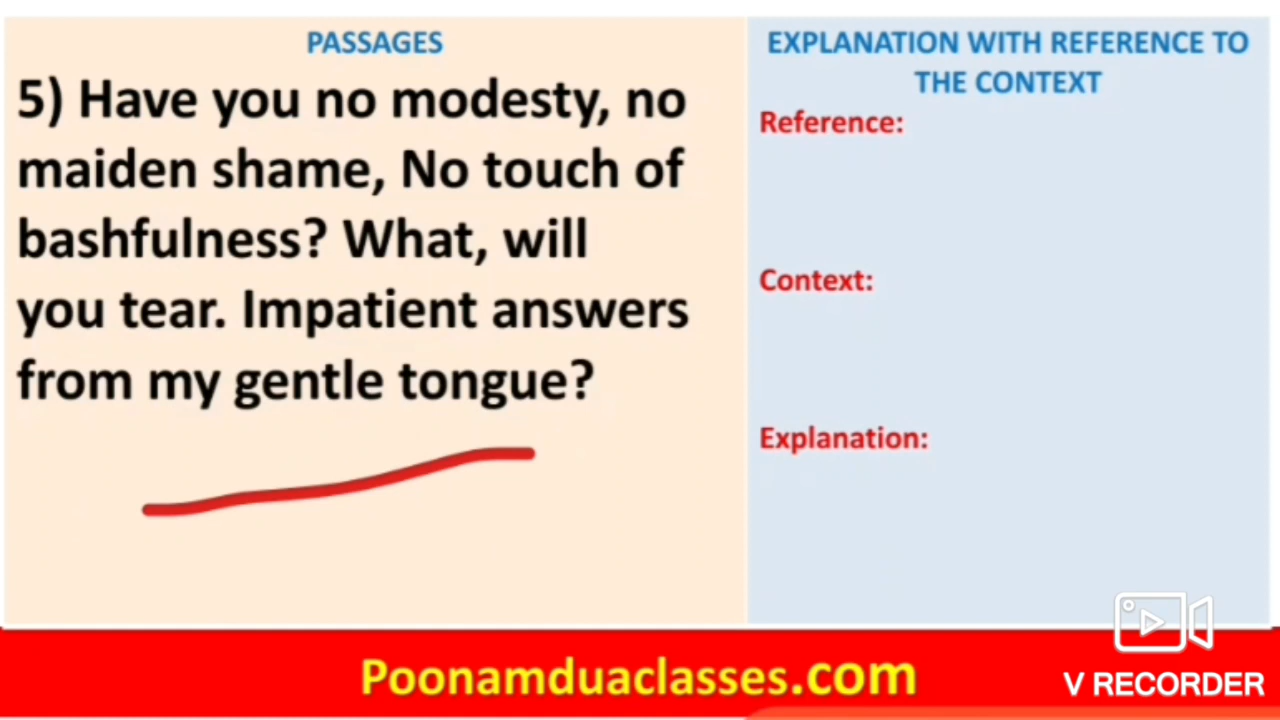 PASSAGES
5) Have you no modesty, no
maiden shame, No touch of
bashfulness? What, will
you tear. Impatient answers
from my gentle tongue?
EXPLANATION WITH REFERENCE TO
THE CONTEXT
Reference:
Context:
Explanation:
Poonamduaclasses.com
V RECORDER